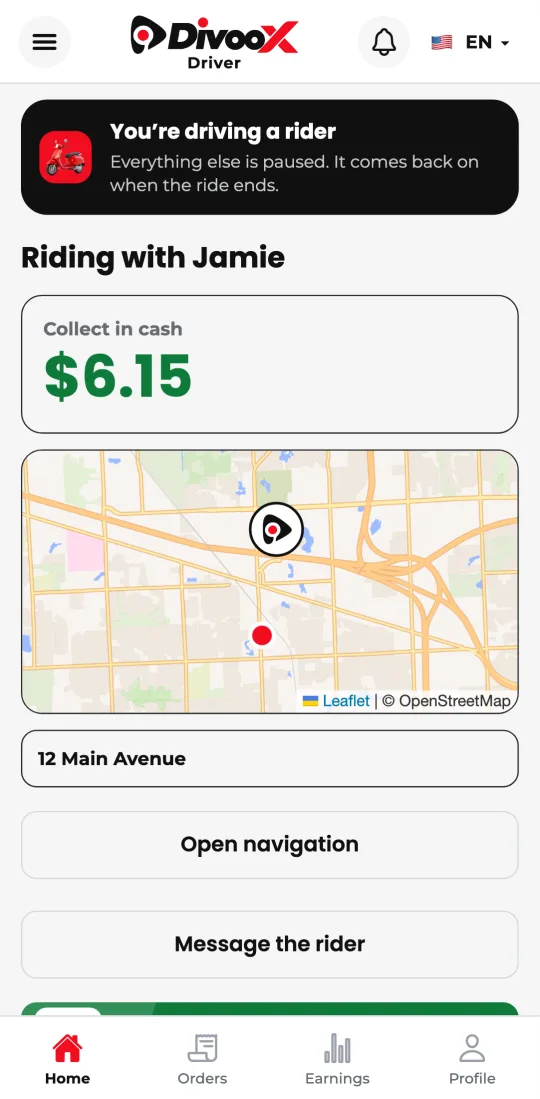 DivooX
Driver
EN
You’re driving a rider
Everything else is paused. It comes back on
when the ride ends.
Riding with Jamie
Collect in cash
$6.15
Leaflet | © OpenStreetMap
12 Main Avenue
Open navigation
Message the rider
Home
Orders
Earnings
Profile